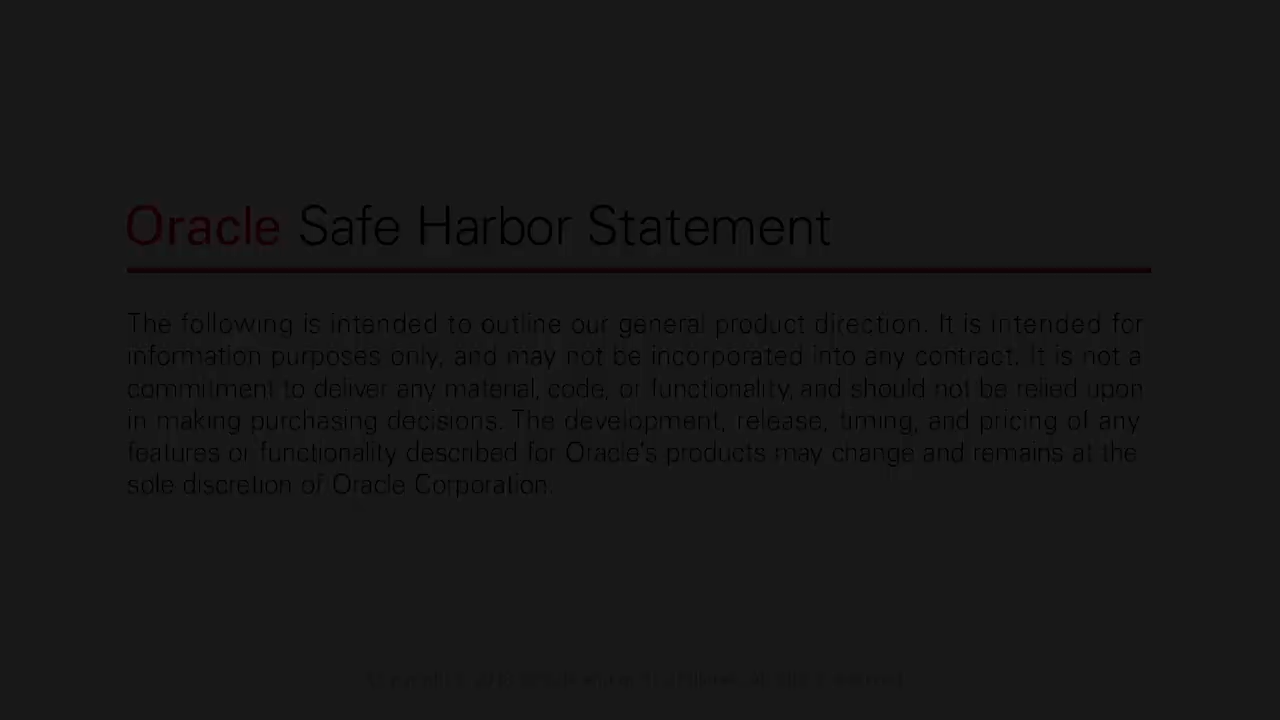 Oracle Safe Harbor Statement
The following is intended to outline our general product direction. It is intended for
information purposes only, and may not be incorporated into any contract. It is not a
commitment to deliver any material, code, or functionality, and should not be relied upon
in making purchasing decisions. The development, release, timing, and pricing of any
features or functionality described for Oracle's products may change and remains at the
sole discretion of Oracle Corporation.